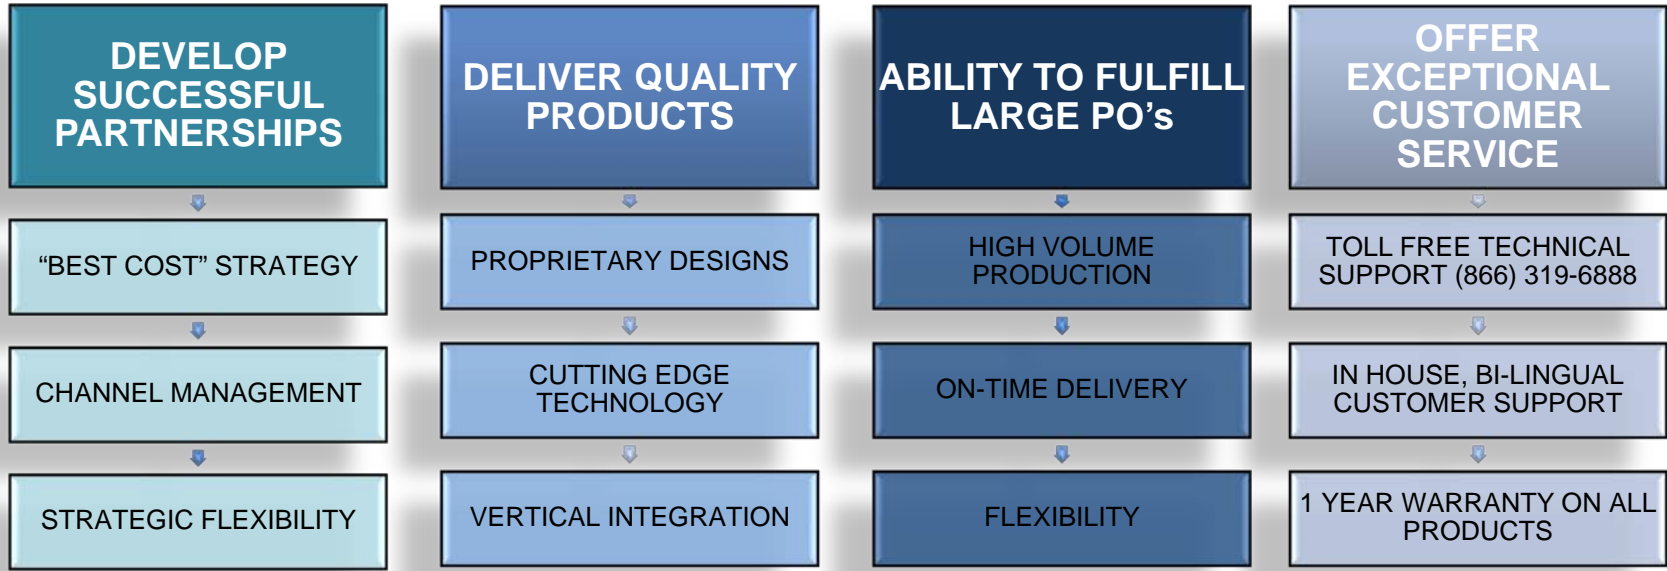 DEVELOP
SUCCESSFUL
PARTNERSHIPS
“BEST COST” STRATEGY
CHANNEL MANAGEMENT
STRATEGIC FLEXIBILITY
DELIVER QUALITY
PRODUCTS
PROPRIETARY DESIGNS
CUTTING EDGE
TECHNOLOGY
VERTICAL INTEGRATION
ABILITY TO FULFILL
LARGE PO’s
HIGH VOLUME
PRODUCTION
ON-TIME DELIVERY
FLEXIBILITY
OFFER
EXCEPTIONAL
CUSTOMER
SERVICE
TOLL FREE TECHNICAL
SUPPORT (866) 319-6888
IN HOUSE, BI-LINGUAL
CUSTOMER SUPPORT
1 YEAR WARRANTY ON ALL
PRODUCTS